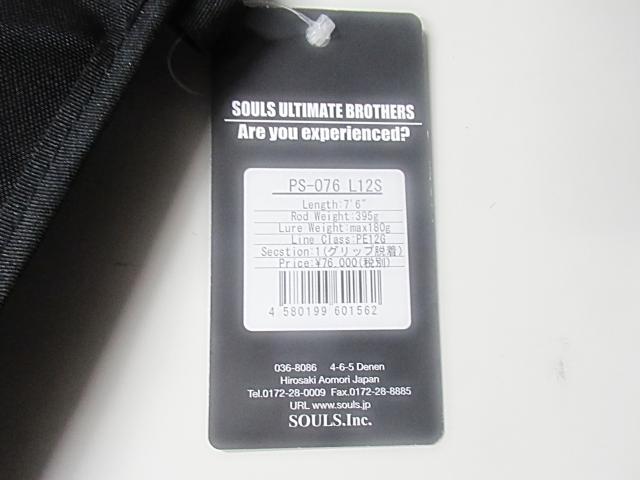 SOULS ULTIMATE BROTHERS
Are you experienced?
PS-076 L12S
Length:7'6"
Rod Weight:395g
Lure Weight:max180g
Line Class:PE12G
Secstion:1(グリップ脱着)
Price:¥76,000(税別)
4 580199 601562
036-8086 4-6-5 Denen
Hirosaki Aomori Japan
Tel.0172-28-0009 Fax.0172-28-8885
URL www.souls.jp
SOULS.Inc.